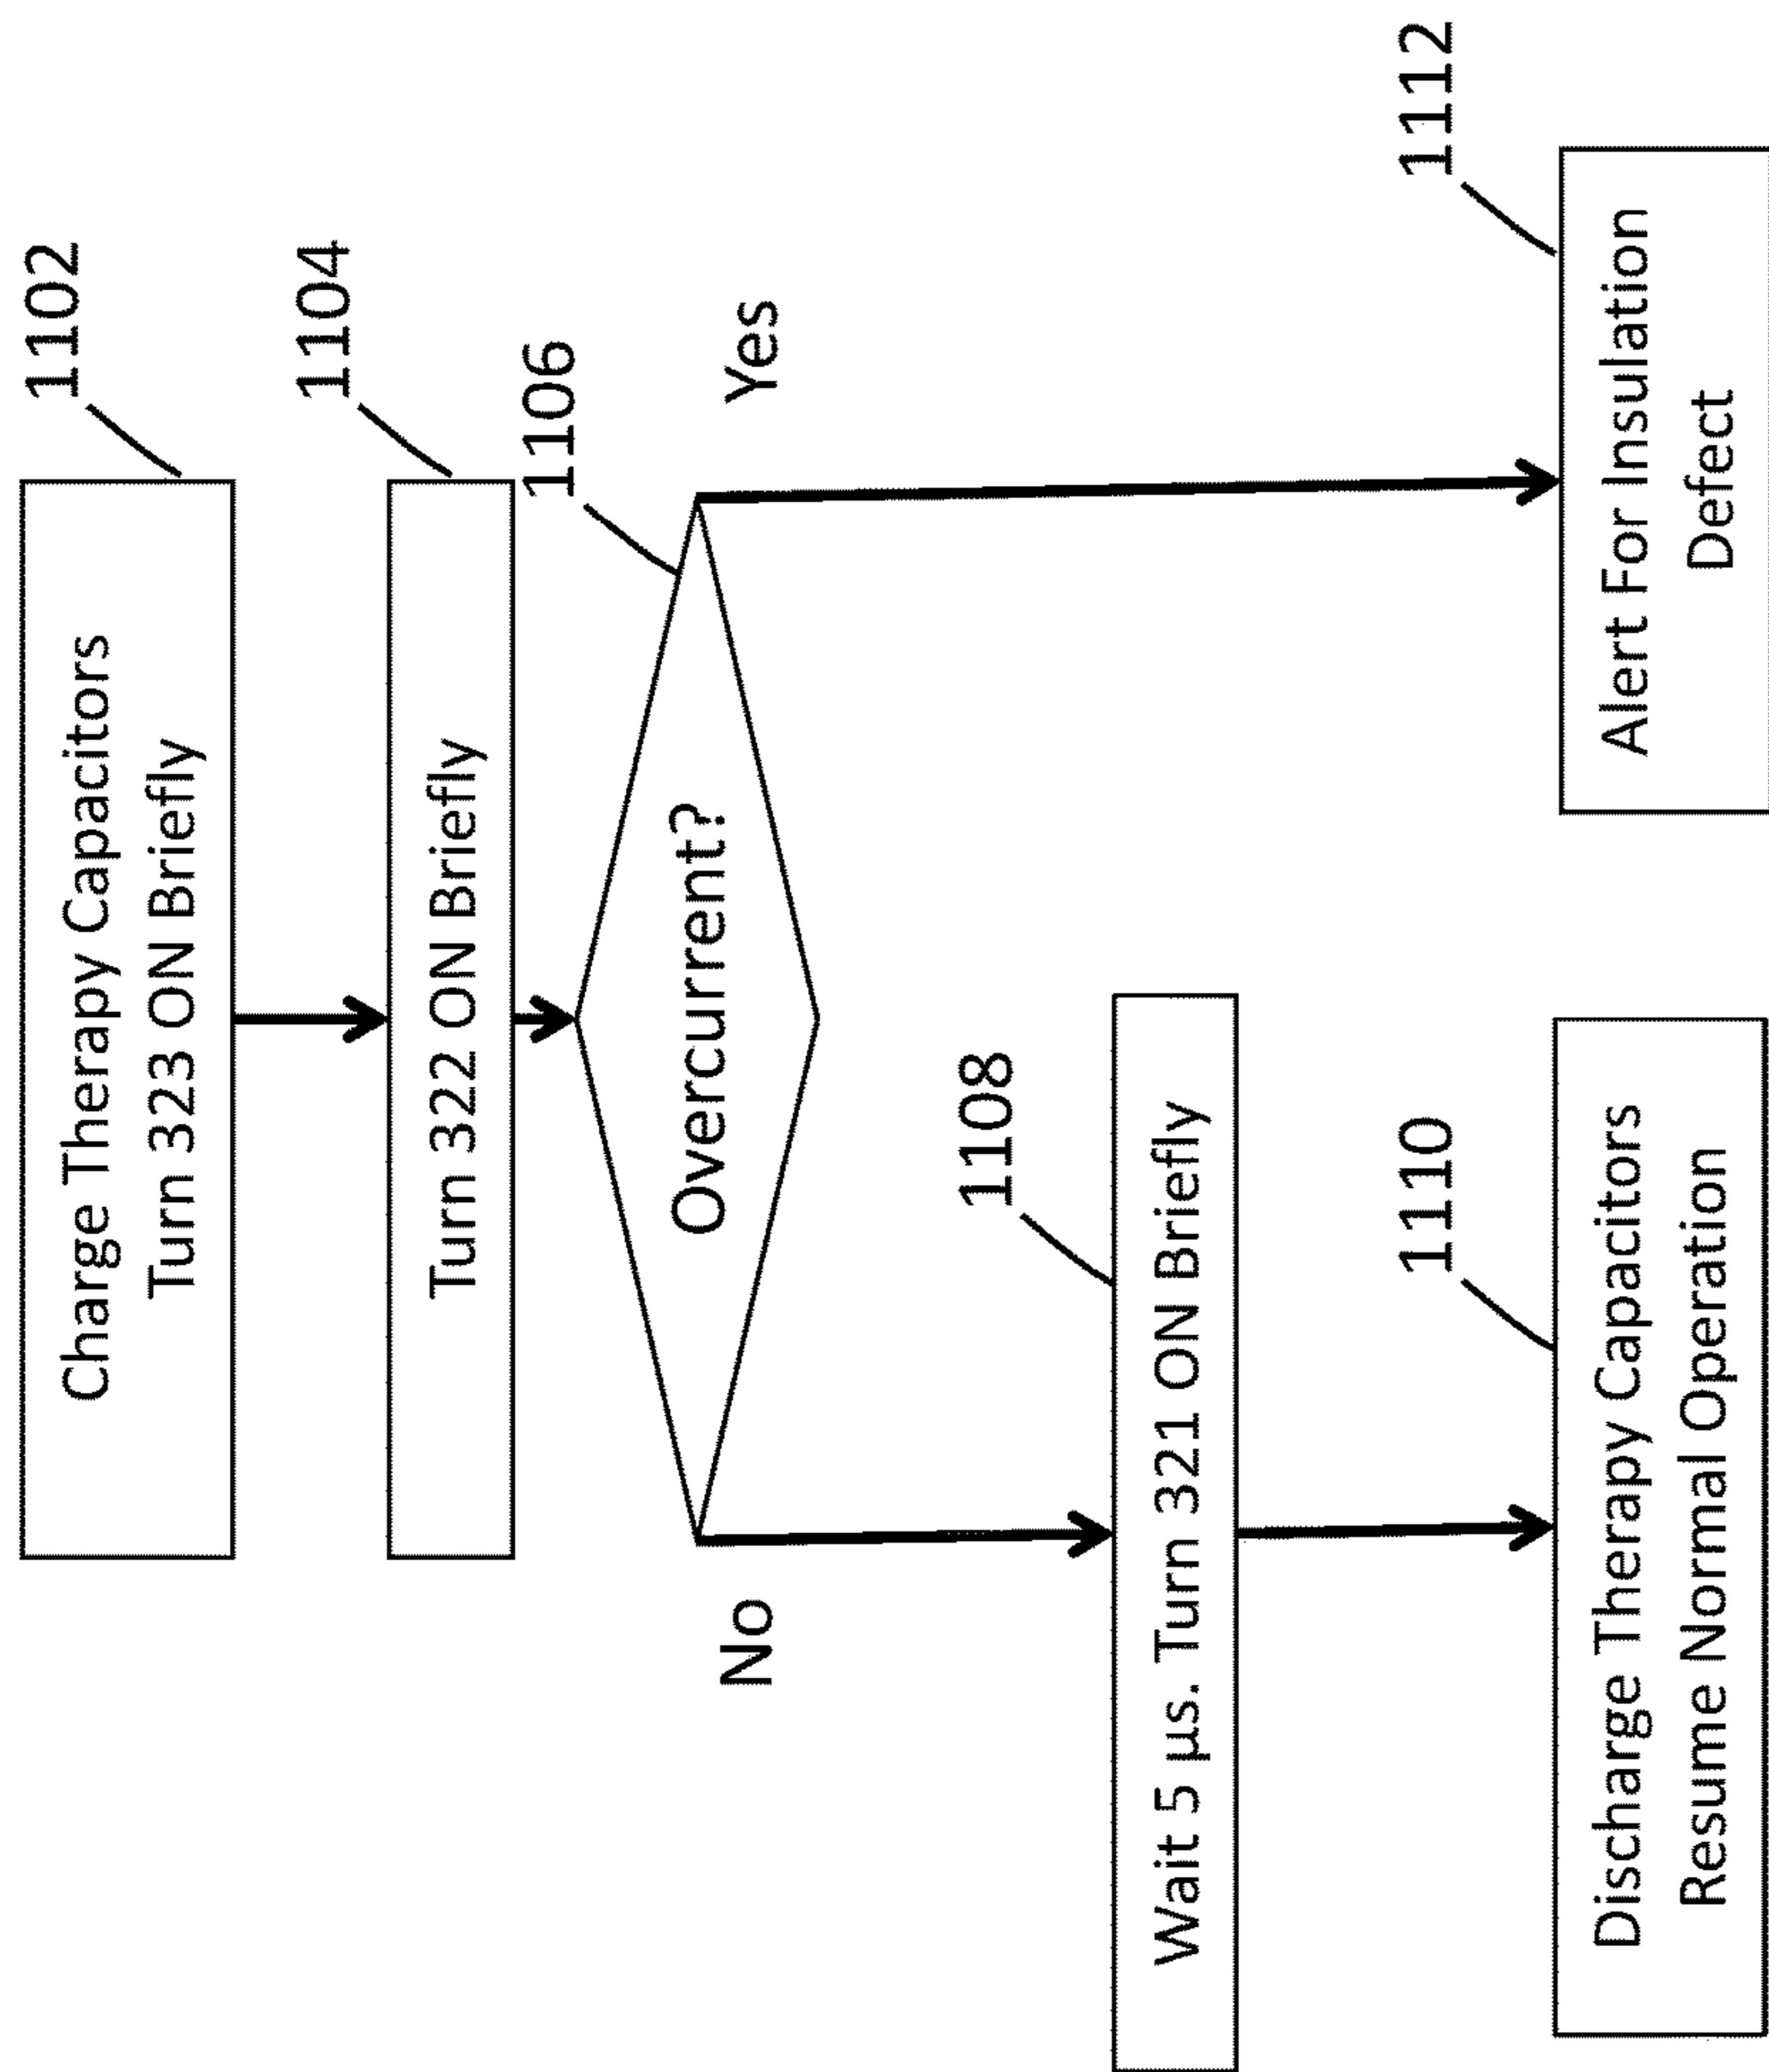 Charge Therapy Capacitors
Turn 323 ON Briefly
1102
Turn 322 ON Briefly
1104
Overcurrent?
1106
No
Yes
Wait 5 µs. Turn 321 ON Briefly
1108
Discharge Therapy Capacitors
Resume Normal Operation
1110
Alert For Insulation
Defect
1112